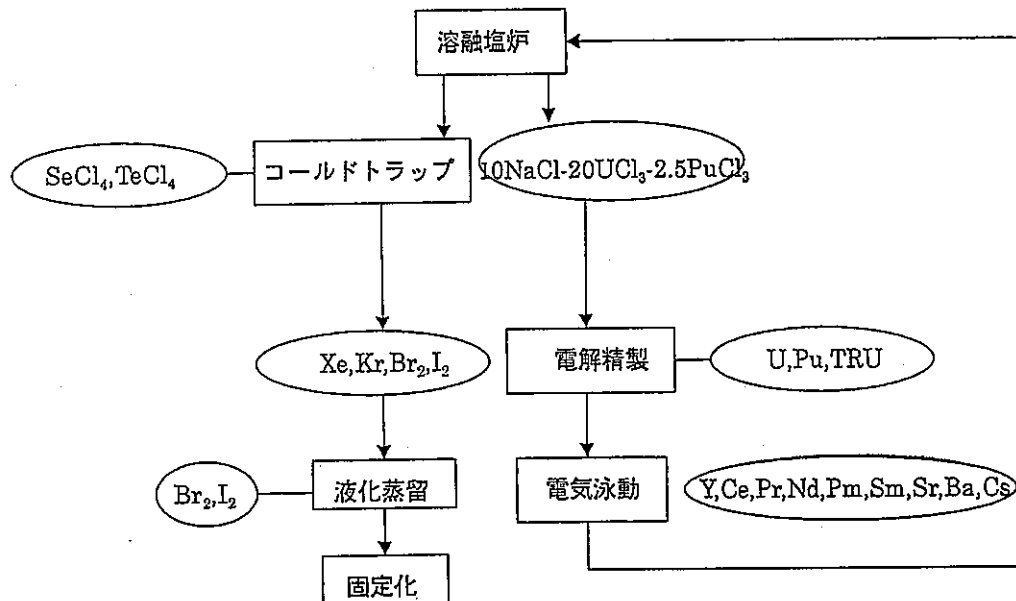 溶融塩炉
SeCl₄,TeCl₄
コールドトラップ
10NaCl-20UCl₃-2.5PuCl₃
Xe,Kr,Br₂,I₂
電解精製
U,Pu,TRU
Br₂,I₂
液化蒸留
電気泳動
Y,Ce,Pr,Nd,Pm,Sm,Sr,Ba,Cs
固定化